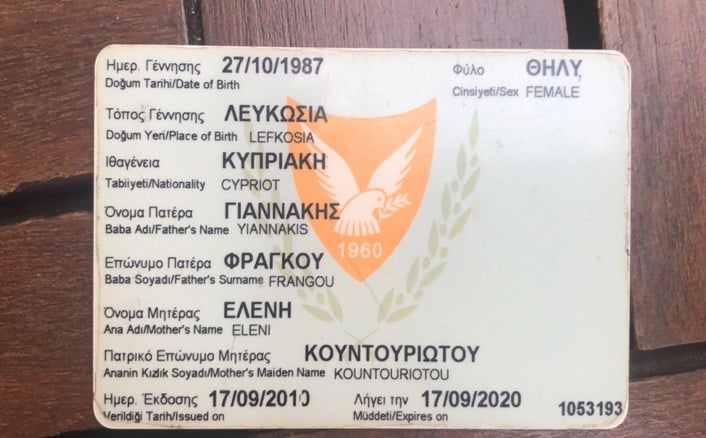 Ημερ. Γέννησης 27/10/1987 Φύλο ΘΗΛΥ
Doğum Tarihi/Date of Birth Cinsiyeti/Sex FEMALE
Τόπος Γέννησης ΛΕΥΚΩΣΙΑ
Doğum Yeri/Place of Birth LEFKOSIA
Ιθαγένεια ΚΥΠΡΙΑΚΗ
Tabiiyeti/Nationality CYPRIOT
Όνομα Πατέρα ΓΙΑΝΝΑΚΗΣ
Baba Adı/Father's Name YIANNAKIS
1960
Επώνυμο Πατέρα ΦΡΑΓΚΟΥ
Baba Soyadı/Father's Surname FRANGOU
Όνομα Μητέρας ΕΛΕΝΗ
Ana Adı/Mother's Name ELENI
Πατρικό Επώνυμο Μητέρας ΚΟΥΝΤΟΥΡΙΩΤΟΥ
Ananin Kızlık Soyadı/Mother's Maiden Name KOUNTOURIOTOU
Ημερ. Έκδοσης 17/09/2010 Λήγει την 17/09/2020
Verildiği Tarih/Issued on Müddeti/Expires on 1053193